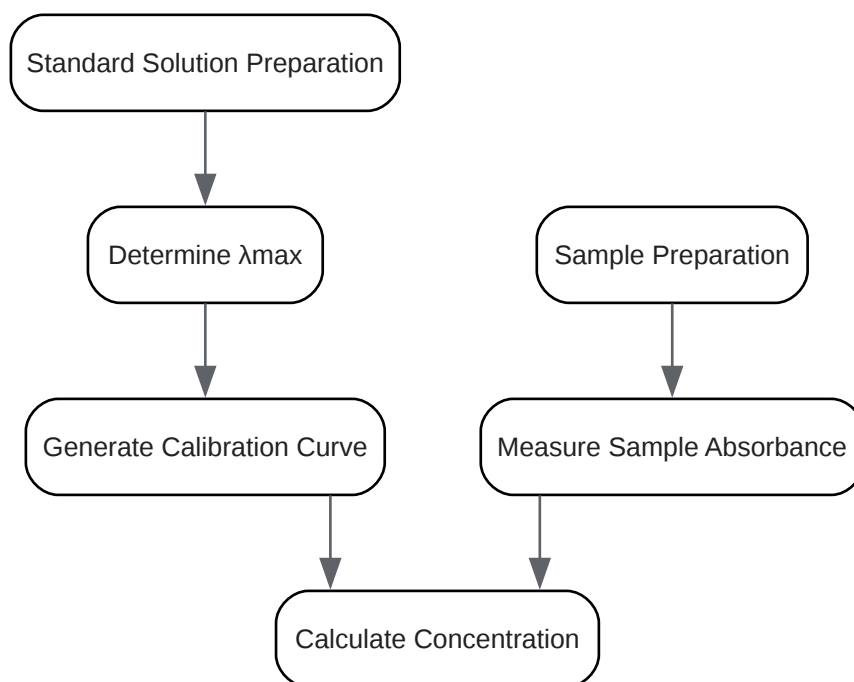 Standard Solution Preparation
Determine λmax
Sample Preparation
Generate Calibration Curve
Measure Sample Absorbance
Calculate Concentration